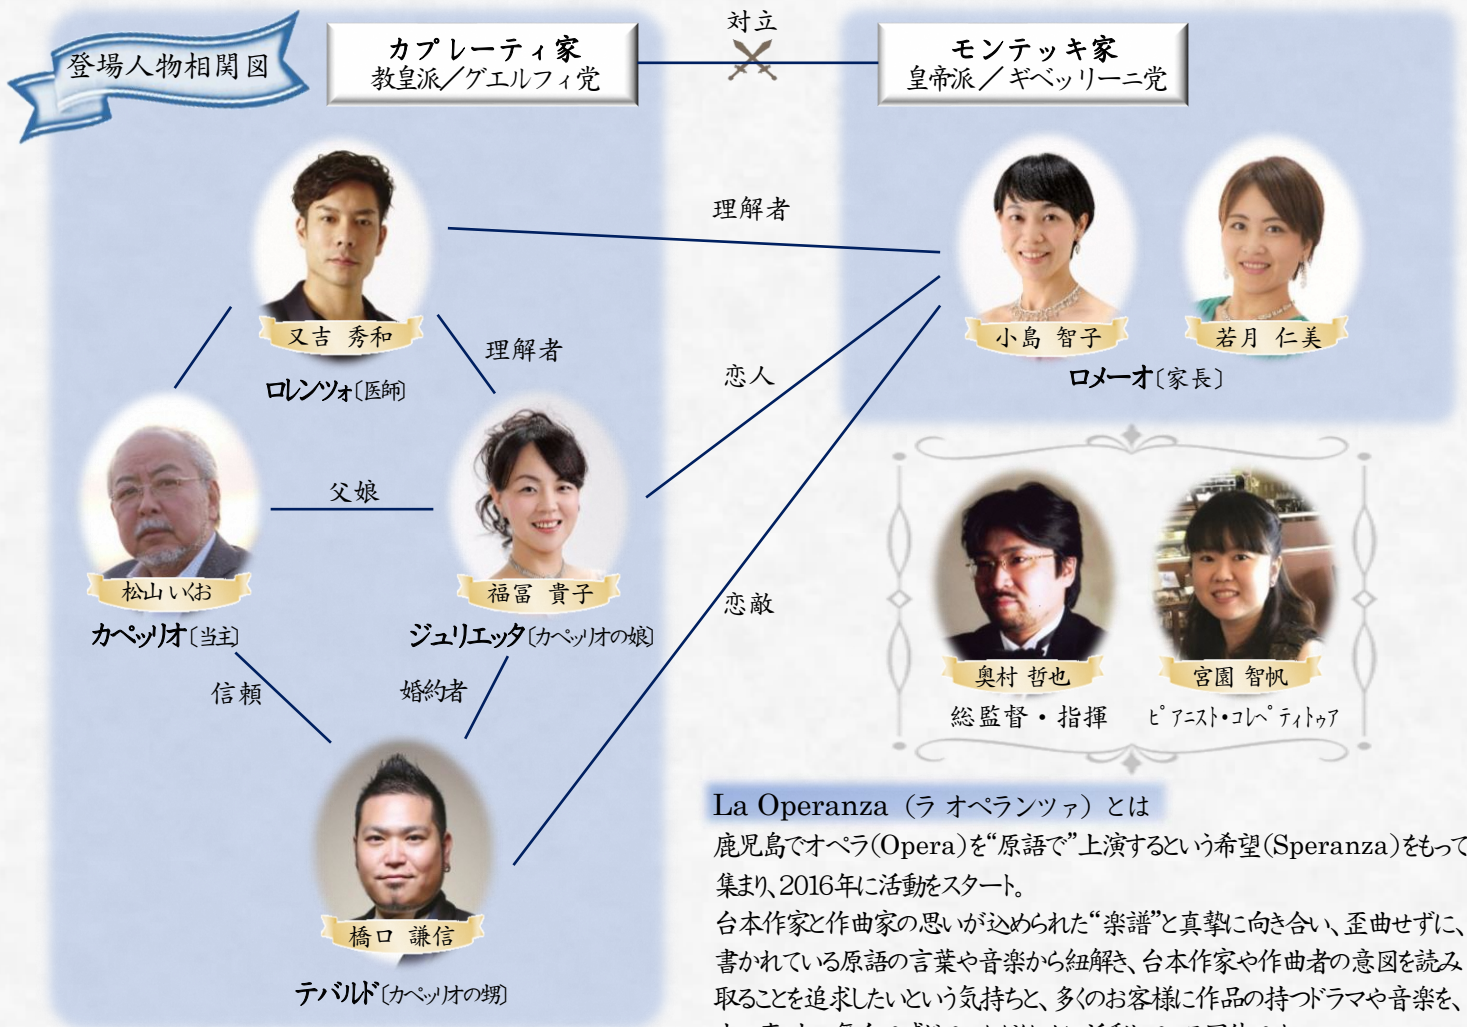 登場人物相関図
カプレーティ家
教皇派／グエルフィ党
対立
モンテッキ家
皇帝派／ギベッリーニ党
理解者
又吉 秀和
ロレンツォ〔医師〕
理解者
小島 智子
若月 仁美
ロメーオ〔家長〕
恋人
父娘
松山いくお
カペッリオ〔当主〕
福冨 貴子
ジュリエッタ〔カペッリオの娘〕
恋敵
信頼
婚約者
橋口 謙信
テバルド〔カペッリオの甥〕
奥村 哲也
総監督・指揮
宮園 智帆
ピアニスト・コレペティトゥア
La Operanza（ラ オペランツァ）とは
鹿児島でオペラ(Opera)を“原語で”上演するという希望(Speranza)をもって
集まり、2016年に活動をスタート。
台本作家と作曲家の思いが込められた“楽譜”と真摯に向き合い、歪曲せずに、
書かれている原語の言葉や音楽から紐解き、台本作家や作曲者の意図を読み
取ることを追求したいという気持ちと、多くのお客様に作品の持つドラマや音楽を、